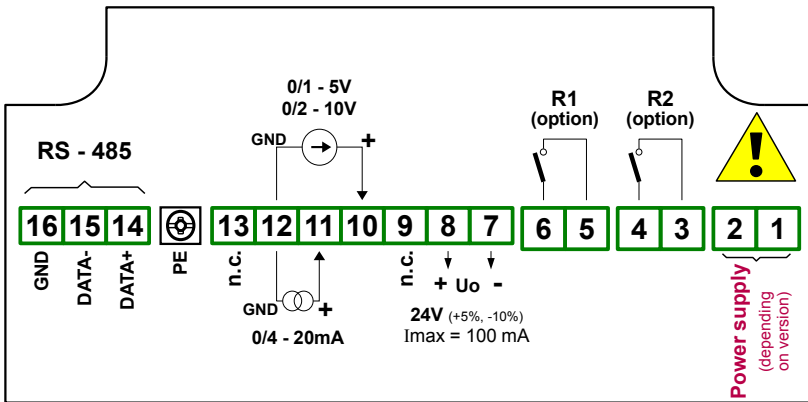 0/1 - 5V
0/2 - 10V
R1
(option)
R2
(option)
GND
+
RS - 485
16 15 14 13 12 11 10 9 8 7 6 5 4 3 2 1
GND
DATA-
DATA+
PE
n.c.
GND
+
0/4 - 20mA
n.c.
+ Uo -
24V (+5%, -10%)
Imax = 100 mA
Power supply
(depending
on version)